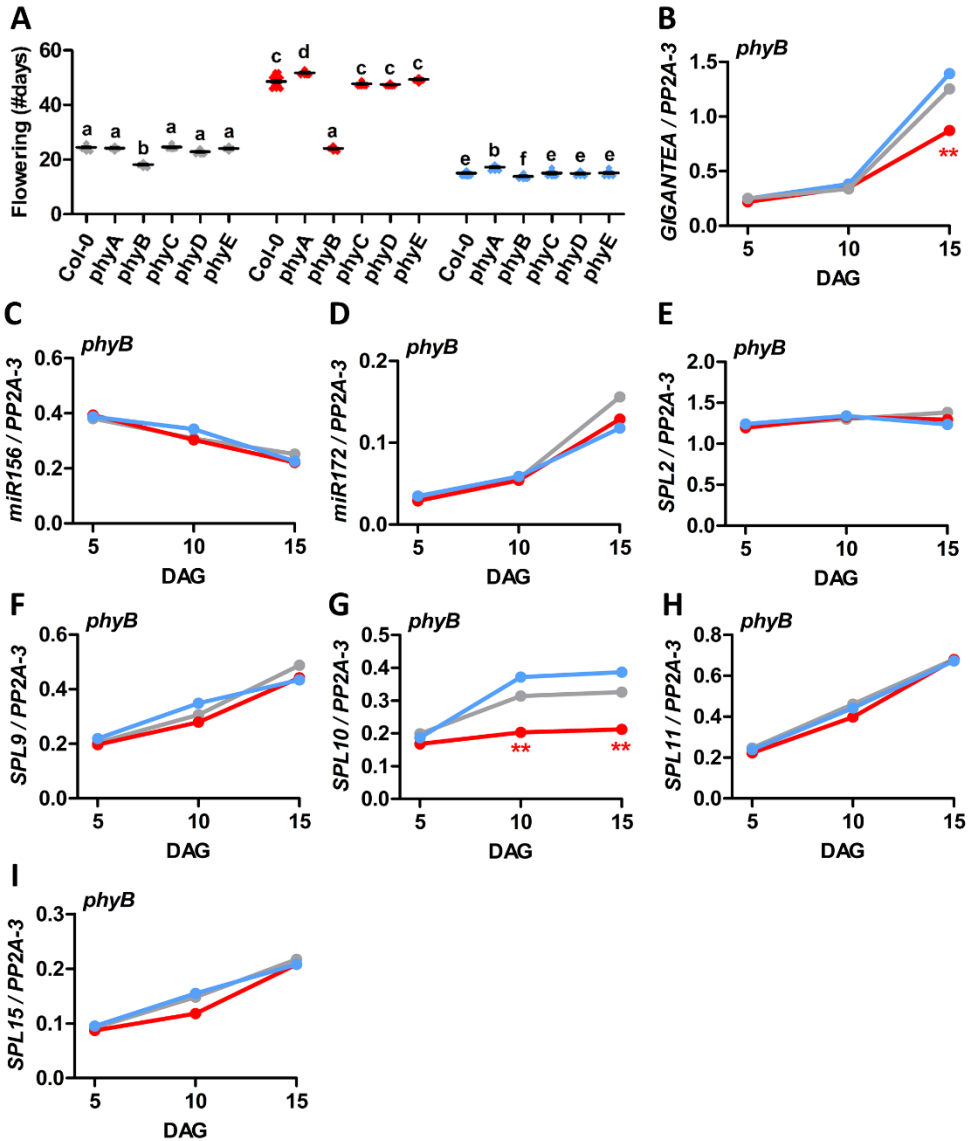 A
Flowering (#days)
60
40
20
0
a a b a a a
c d a c c c
e b f e e e
Col-0 phyA phyB phyC phyD phyE
Col-0 phyA phyB phyC phyD phyE
Col-0 phyA phyB phyC phyD phyE
B
phyB
GIGANTEA / PP2A-3
1.5
1.0
0.5
0.0
**
5 10 15
DAG
C
phyB
miR156 / PP2A-3
0.6
0.4
0.2
0.0
5 10 15
DAG
D
phyB
miR172 / PP2A-3
0.2
0.1
0.0
5 10 15
DAG
E
phyB
SPL2 / PP2A-3
2.0
1.5
1.0
0.5
0.0
5 10 15
DAG
F
phyB
SPL9 / PP2A-3
0.6
0.4
0.2
0.0
5 10 15
DAG
G
phyB
SPL10 / PP2A-3
0.5
0.4
0.3
0.2
0.1
0.0
** **
5 10 15
DAG
H
phyB
SPL11 / PP2A-3
0.8
0.6
0.4
0.2
0.0
5 10 15
DAG
I
phyB
SPL15 / PP2A-3
0.3
0.2
0.1
0.0
5 10 15
DAG